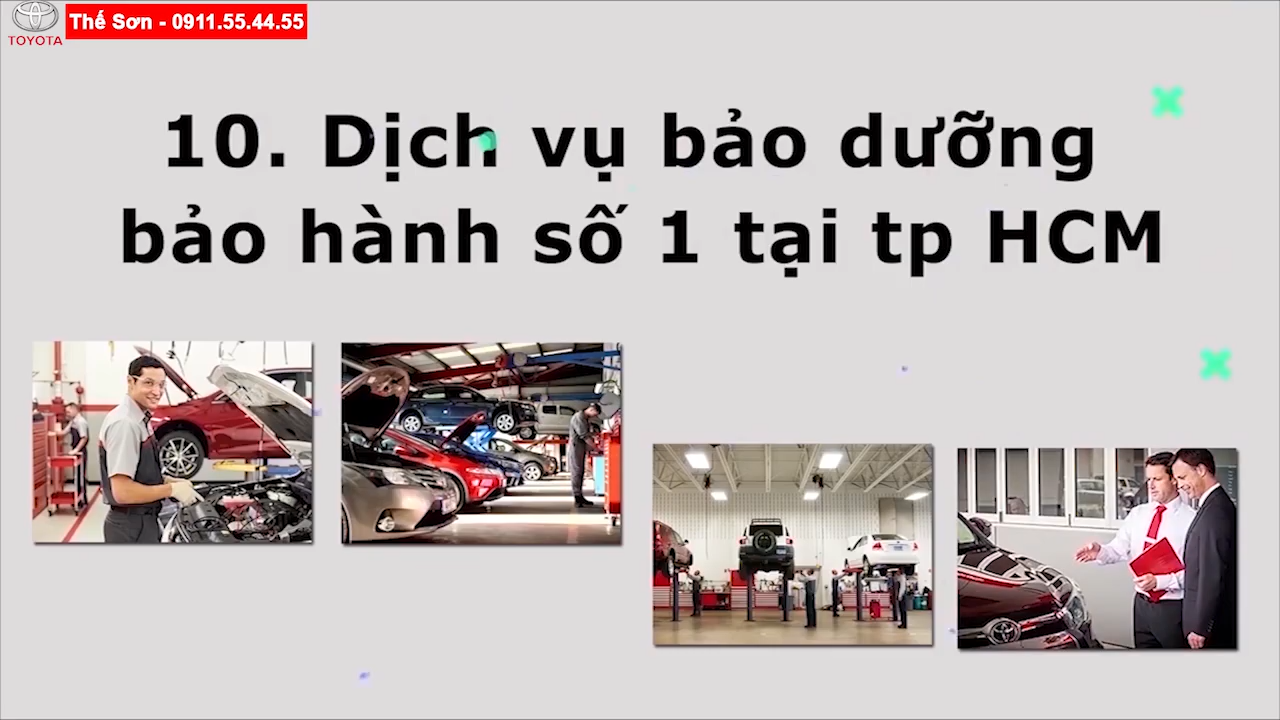 TOYOTA
Thế Sơn - 0911.55.44.55
10. Dịch vụ bảo dưỡng
bảo hành số 1 tại tp HCM